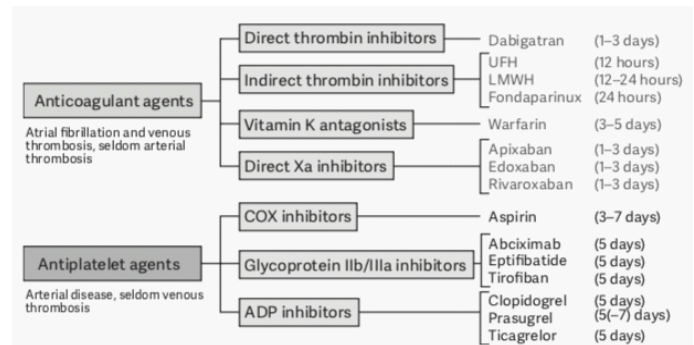 Direct thrombin inhibitors
Dabigatran (1–3 days)
Indirect thrombin inhibitors
UFH (12 hours)
LMWH (12–24 hours)
Fondaparinux (24 hours)
Anticoagulant agents
Atrial fibrillation and venous
thrombosis, seldom arterial
thrombosis
Vitamin K antagonists
Warfarin (3–5 days)
Direct Xa inhibitors
Apixaban (1–3 days)
Edoxaban (1–3 days)
Rivaroxaban (1–3 days)
COX inhibitors
Aspirin (3–7 days)
Antiplatelet agents
Arterial disease, seldom venous
thrombosis
Glycoprotein IIb/IIIa inhibitors
Abciximab (5 days)
Eptifibatide (5 days)
Tirofiban (5 days)
ADP inhibitors
Clopidogrel (5 days)
Prasugrel (5(–7) days)
Ticagrelor (5 days)